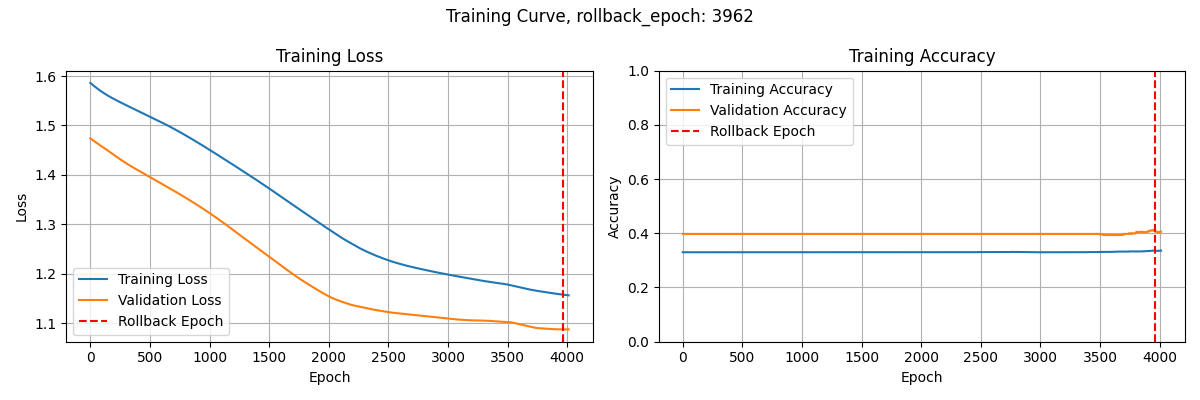 Training Curve, rollback_epoch: 3962
Training Loss
1.6
1.5
1.4
1.3
1.2
1.1
Loss
Training Loss
Validation Loss
Rollback Epoch
0 500 1000 1500 2000 2500 3000 3500 4000
Epoch
Training Accuracy
1.0
0.8
0.6
0.4
0.2
0.0
Accuracy
Training Accuracy
Validation Accuracy
Rollback Epoch
0 500 1000 1500 2000 2500 3000 3500 4000
Epoch